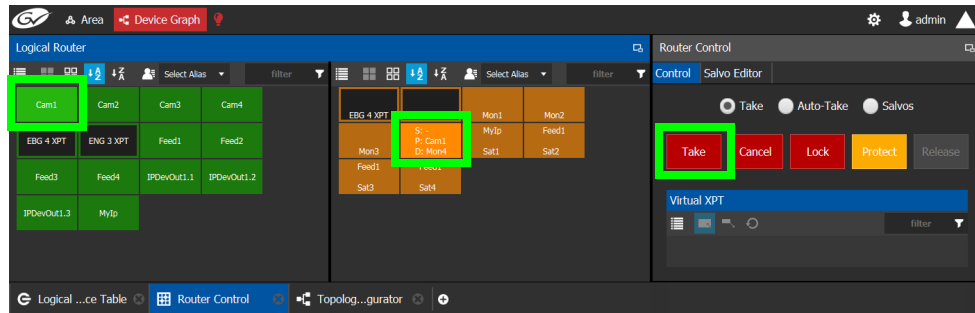 GV Area Device Graph admin
Logical Router
Select Alias filter
Cam1 Cam2 Cam3 Cam4
EBG 4 XPT ENG 3 XPT Feed1 Feed2
Feed3 Feed4 IPDevOut1.1 IPDevOut1.2
IPDevOut1.3 MyIp
Select Alias filter
EBG 4 XPT Mon1 Mon2
Mon3
S: -
P: Cam1
D: Mon4
MyIp
Sat1
Feed1
Sat2
Feed1
Sat3
Feed1
Sat4
Router Control
Control Salvo Editor
Take Auto-Take Salvos
Take Cancel Lock Protect Release
Virtual XPT
filter
Logical ...ce Table Router Control Topolog...gurator